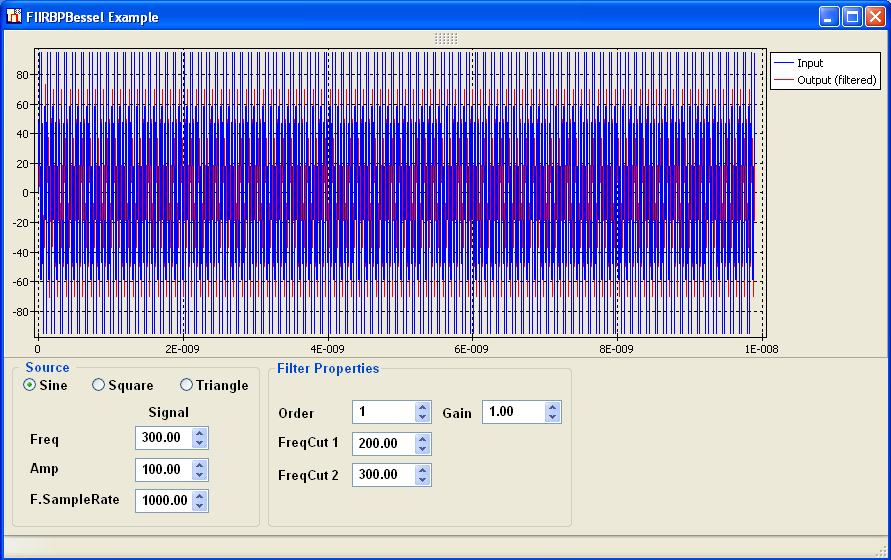 FIIRBPBessel Example
Input
Output (filtered)
80
60
40
20
0
-20
-40
-60
-80
0 2E-009 4E-009 6E-009 8E-009 1E-008
Source
Sine Square Triangle
Signal
Freq 300.00
Amp 100.00
F.SampleRate 1000.00
Filter Properties
Order 1 Gain 1.00
FreqCut 1 200.00
FreqCut 2 300.00